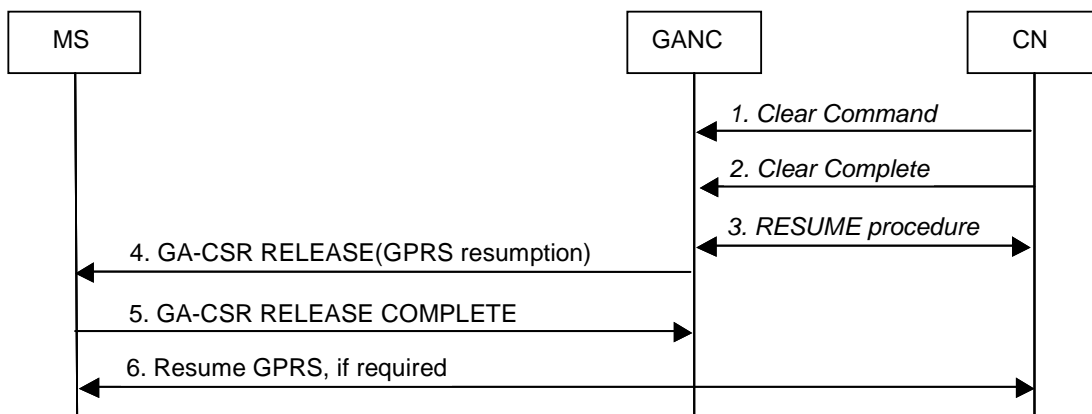 MS
GANC
CN
1. Clear Command
2. Clear Complete
3. RESUME procedure
4. GA-CSR RELEASE(GPRS resumption)
5. GA-CSR RELEASE COMPLETE
6. Resume GPRS, if required